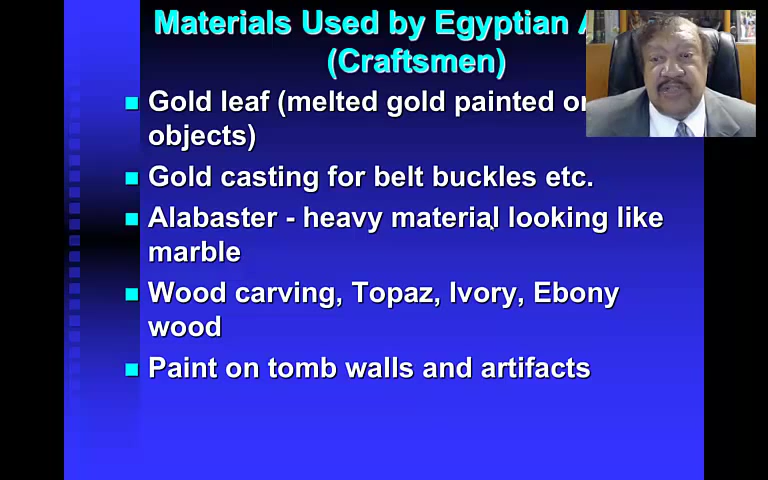 Materials Used by Egyptian
(Craftsmen)
Gold leaf (melted gold painted
objects)
Gold casting for belt buckles etc.
Alabaster - heavy material looking like
marble
Wood carving, Topaz, Ivory, Ebony
wood
Paint on tomb walls and artifacts